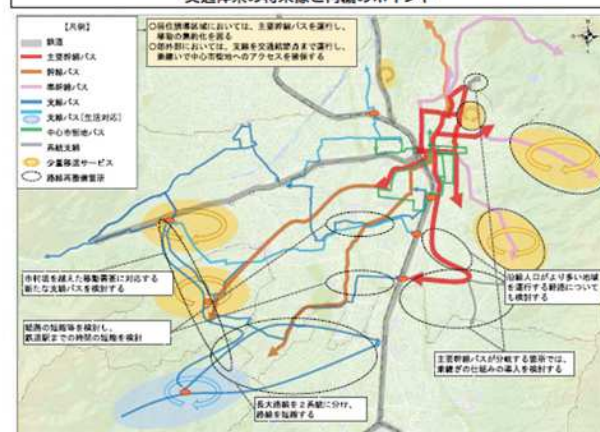 交通体系の将来像と再編のポイント
【凡例】
鉄道
主要幹線バス
幹線バス
準幹線バス
支線バス
支線バス（生活対応）
中心市街地バス
長距支線
少量移送サービス
路線再整備箇所
○居住誘導区域においては、主要幹線バスを運行し、
移動の集約化を図る
○郊外部においては、支線を交通結節点まで運行し、
乗継いで中心市街地へのアクセスを確保する
市村域を越えた移動需要に対応する
新たな支線バスを検討する
経路の短縮等を検討し、
鉄道駅までの時間の短縮を検討
長大路線を2系統に分け、
路線を短縮する
沿線人口がより多い地域
を運行する経路について
も検討する
主要幹線バスが分岐する箇所では、
乗継ぎの仕組みの導入を検討する